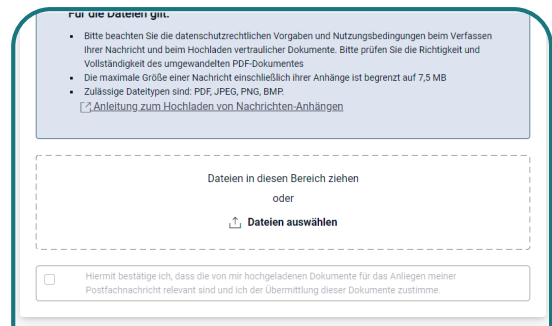 Für die Dateien gilt:
Bitte beachten Sie die datenschutzrechtlichen Vorgaben und Nutzungsbedingungen beim Verfassen
Ihrer Nachricht und beim Hochladen vertraulicher Dokumente. Bitte prüfen Sie die Richtigkeit und
Vollständigkeit des umgewandelten PDF-Dokumentes
Die maximale Größe einer Nachricht einschließlich ihrer Anhänge ist begrenzt auf 7,5 MB
Zulässige Dateitypen sind: PDF, JPEG, PNG, BMP.
Anleitung zum Hochladen von Nachrichten-Anhängen
Dateien in diesen Bereich ziehen
oder
Dateien auswählen
Hiermit bestätige ich, dass die von mir hochgeladenen Dokumente für das Anliegen meiner
Postfachnachricht relevant sind und ich der Übermittlung dieser Dokumente zustimme.